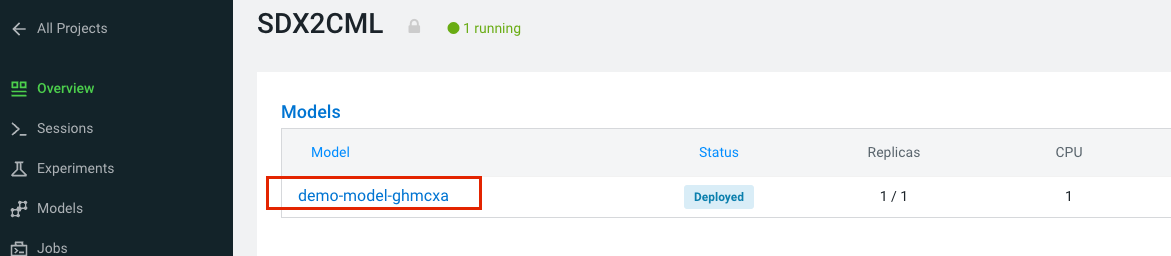 All Projects
SDX2CML 1 running
Overview
Sessions
Experiments
Models
Jobs
Models
Model Status Replicas CPU
demo-model-ghmcxa Deployed 1 / 1 1